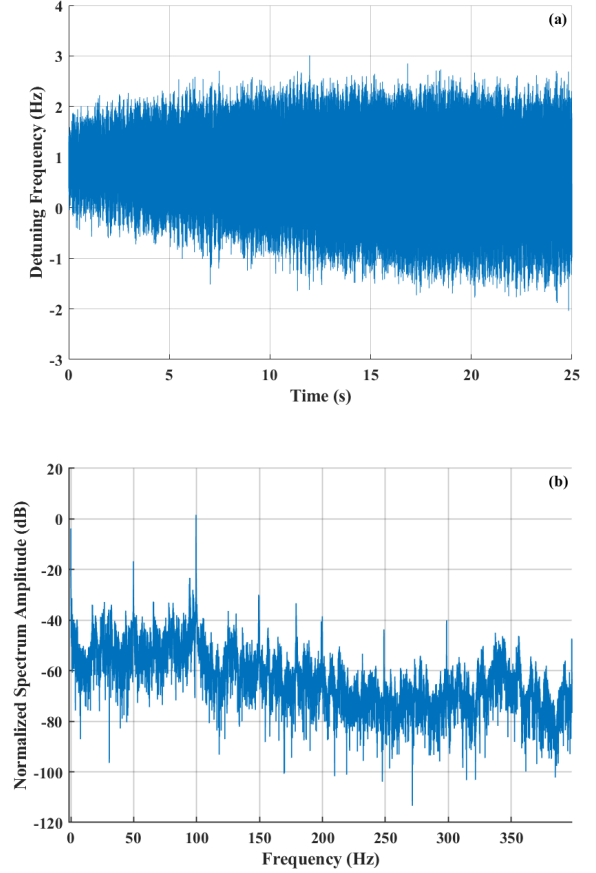 (a)
4
3
2
1
0
-1
-2
-3
Detuning Frequency (Hz)
0 5 10 15 20 25
Time (s)
(b)
20
0
-20
-40
-60
-80
-100
-120
Normalized Spectrum Amplitude (dB)
0 50 100 150 200 250 300 350
Frequency (Hz)